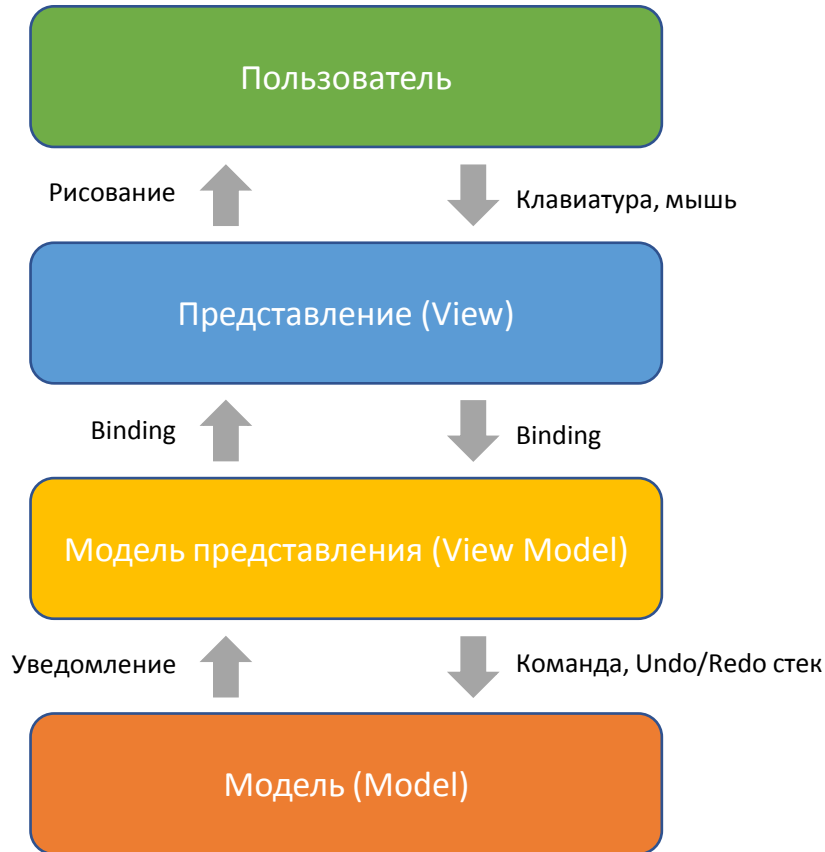 Пользователь
Рисование
Клавиатура, мышь
Представление (View)
Binding
Binding
Модель представления (View Model)
Уведомление
Команда, Undo/Redo стек
Модель (Model)